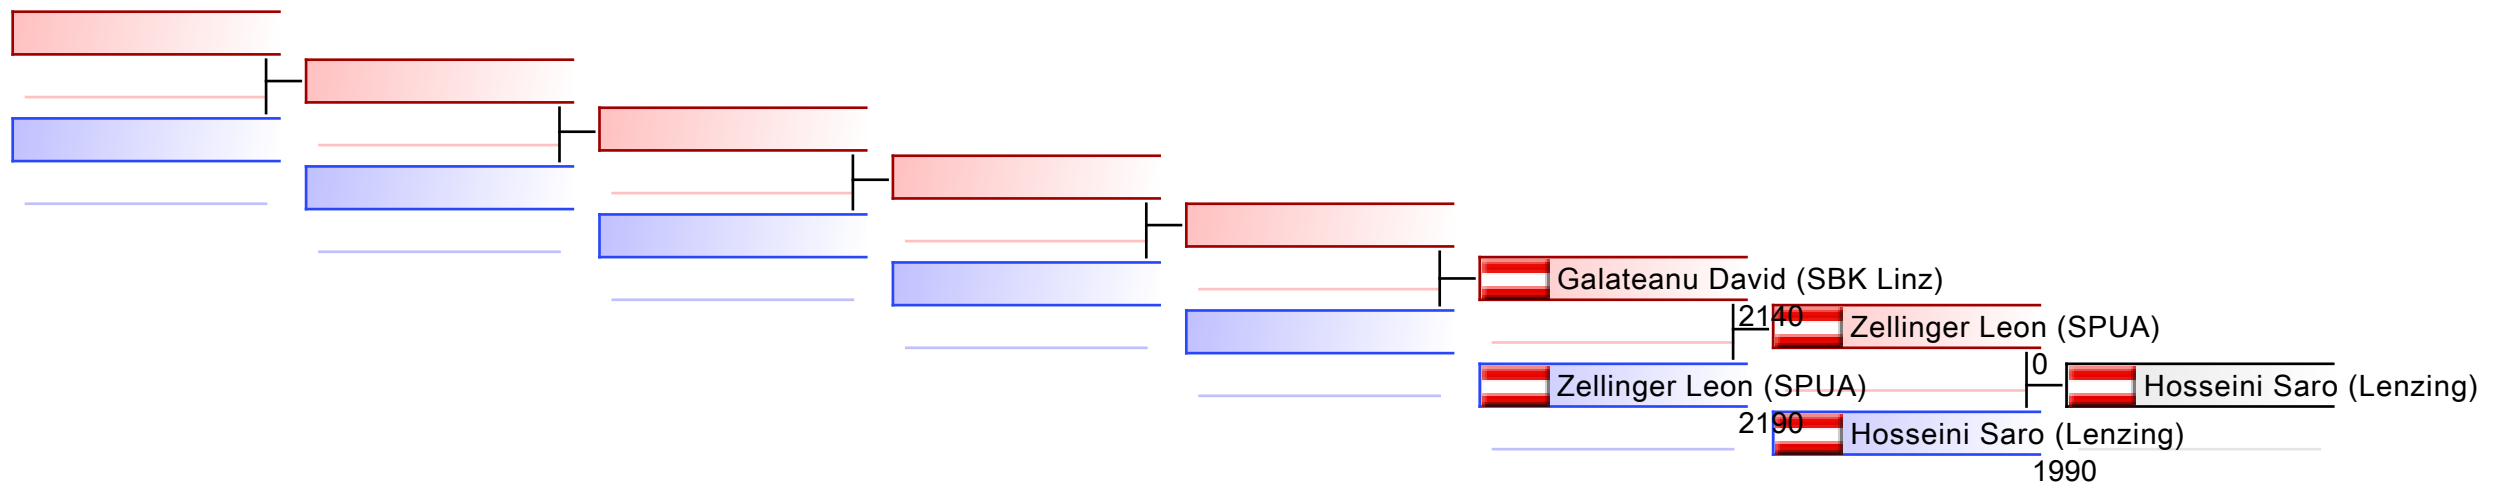 Galateanu David (SBK Linz)
2140
Zellinger Leon (SPUA)
0
Zellinger Leon (SPUA)
Hosseini Saro (Lenzing)
2190
Hosseini Saro (Lenzing)
1990